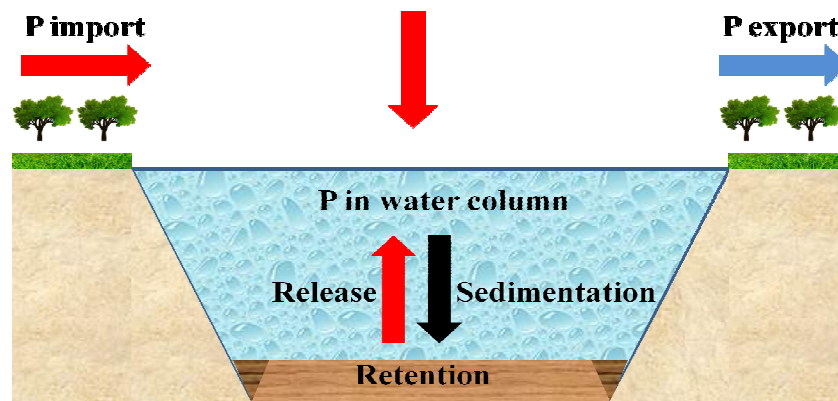 P import
P export
P in water column
Release
Sedimentation
Retention